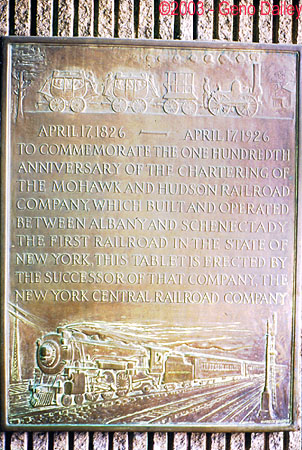 ©2003 - Geno Dailey
APRIL 17, 1826 — APRIL 17, 1926
TO COMMEMORATE THE ONE HUNDREDTH
ANNIVERSARY OF THE CHARTERING OF
THE MOHAWK AND HUDSON RAILROAD
COMPANY, WHICH BUILT AND OPERATED
BETWEEN ALBANY AND SCHENECTADY
THE FIRST RAILROAD IN THE STATE OF
NEW YORK, THIS TABLET IS ERECTED BY
THE SUCCESSOR OF THAT COMPANY, THE
NEW YORK CENTRAL RAILROAD COMPANY